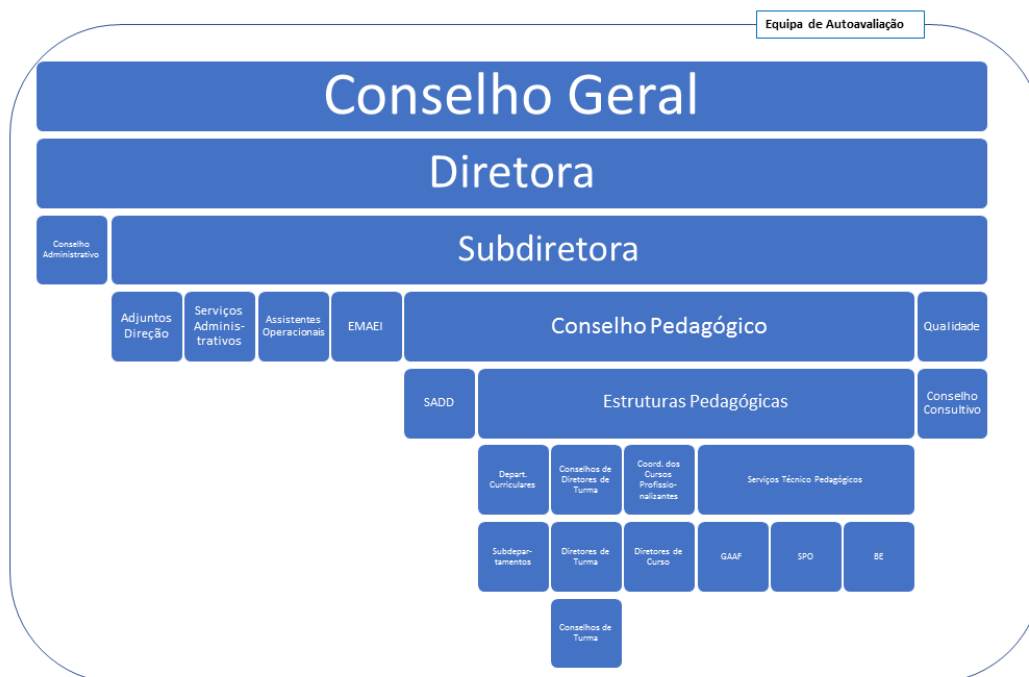 Equipa de Autoavaliação
Conselho Geral
Diretora
Conselho
Administrativo
Subdiretora
Adjuntos
Direção
Serviços
Adminis-
trativos
Assistentes
Operacionais
EMAEI
Conselho Pedagógico
Qualidade
SADD
Estruturas Pedagógicas
Conselho
Consultivo
Depart.
Curriculares
Conselhos de
Diretores de
Turma
Coord. dos
Cursos
Profissio-
nalizantes
Serviços Técnico Pedagógicos
Subdepar-
tamentos
Diretores de
Turma
Diretores de
Curso
GAAF
SPO
BE
Conselhos de
Turma